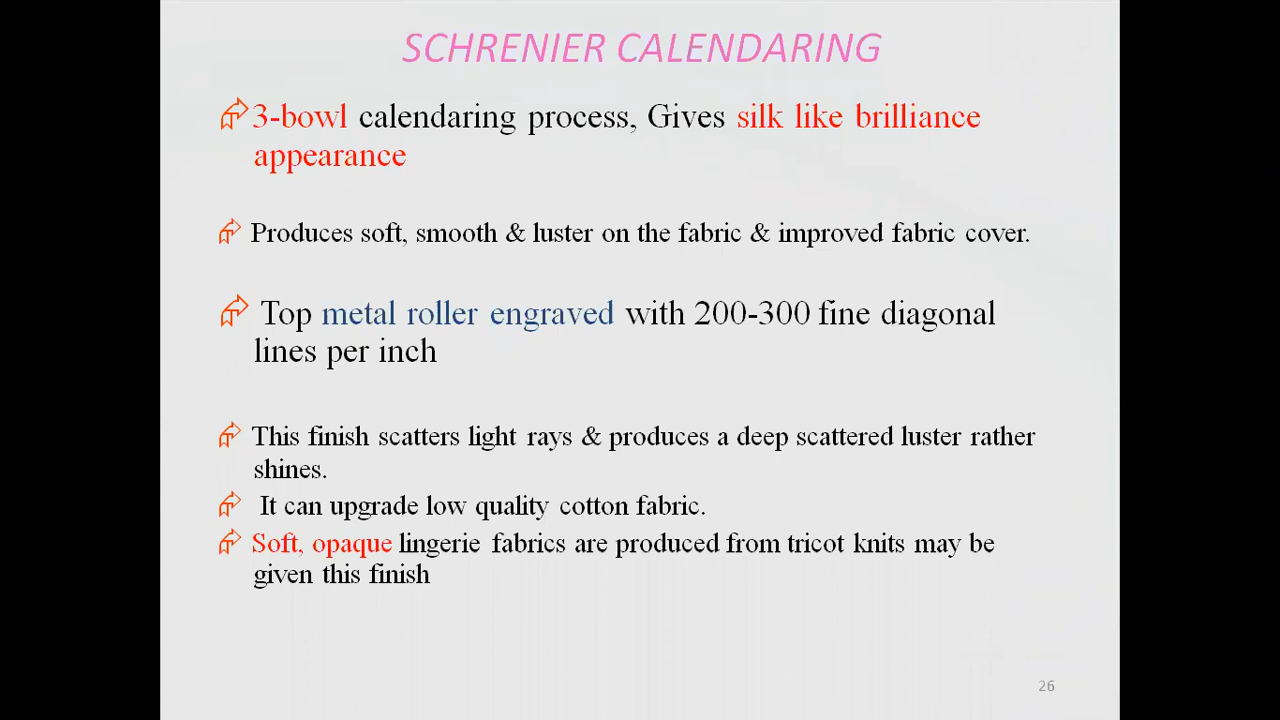 SCHRENIER CALENDARING
3-bowl calendaring process, Gives silk like brilliance
appearance
Produces soft, smooth & luster on the fabric & improved fabric cover.
Top metal roller engraved with 200-300 fine diagonal
lines per inch
This finish scatters light rays & produces a deep scattered luster rather
shines.
It can upgrade low quality cotton fabric.
Soft, opaque lingerie fabrics are produced from tricot knits may be
given this finish
26